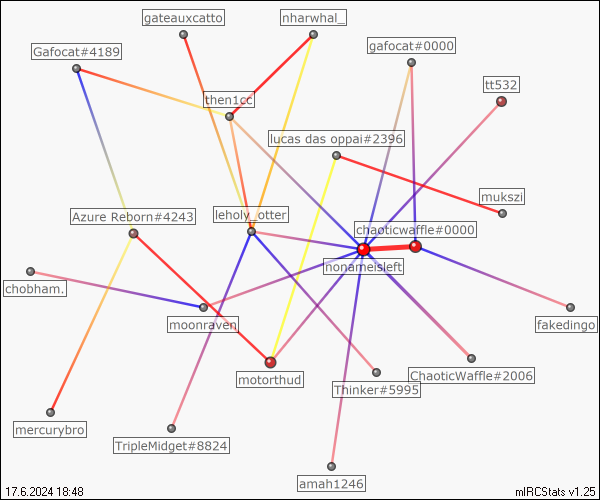 gateauxcatto
nharwhal_
Gafocat#4189
gafocat#0000
tt532
then1cc
lucas das oppai#2396
mukszi
Azure Reborn#4243
leholy_otter
chaoticwaffle#0000
nonameisleft
chobham.
moonraven
fakedingo
motorthud
ChaoticWaffle#2006
Thinker#5995
mercurybro
TripleMidget#8824
amah1246
17.6.2024 18:48
mIRCStats v1.25